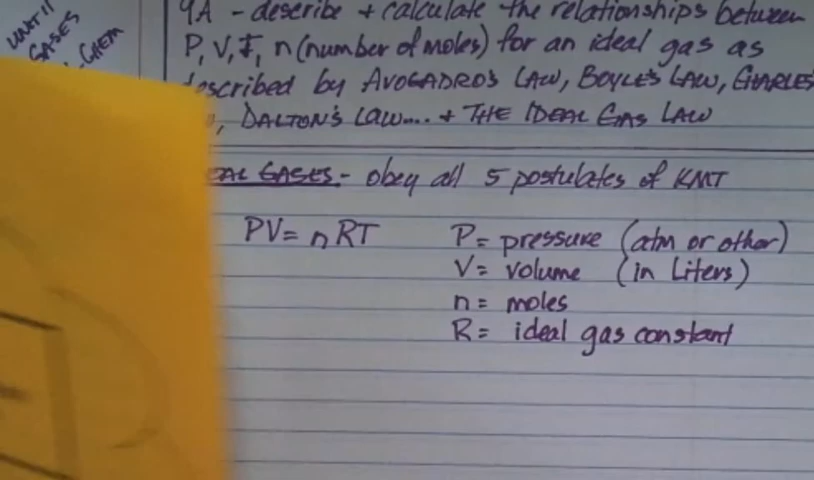 UNIT 11
GASES
CHEM
9A - describe + calculate the relationships between
P, V, T, n (number of moles) for an ideal gas as
described by AVOGADRO'S LAW, BOYLE'S LAW, CHARLES'
DALTON'S LAW.... + THE IDEAL GAS LAW
GASES - obey all 5 postulates of KMT
PV = nRT
P = pressure (atm or other)
V = volume (in Liters)
n = moles
R = ideal gas constant